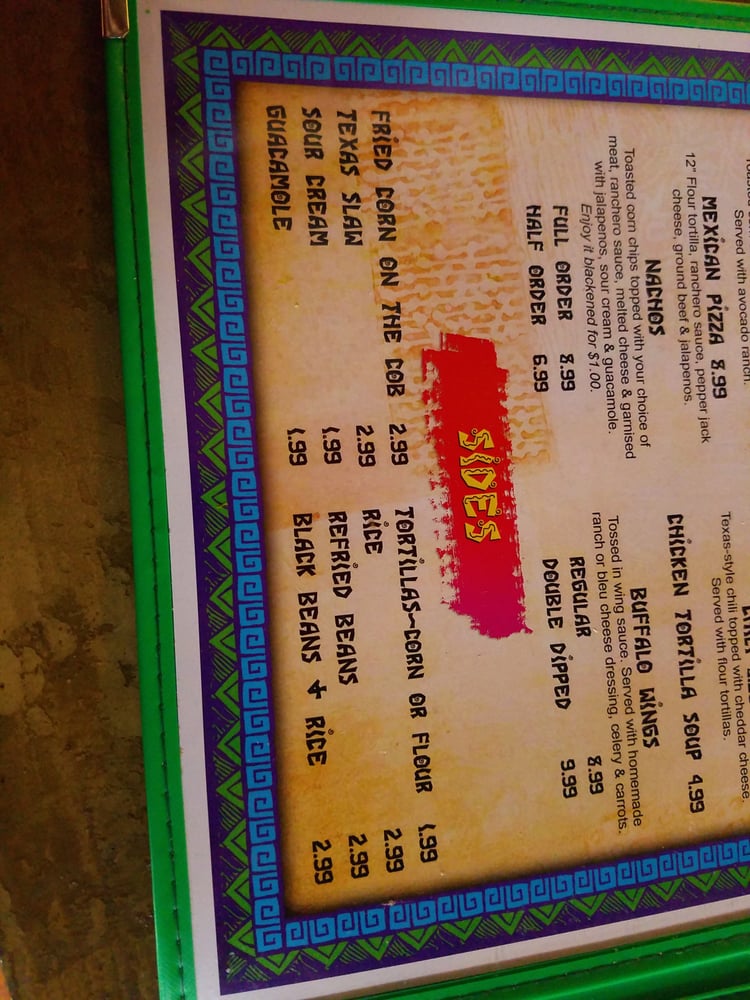 Served with avocado ranch.
MEXICAN PIZZA 8.99
12" Flour tortilla, ranchero sauce, pepper jack
cheese, ground beef & jalapenos.
NACHOS
Toasted corn chips topped with your choice of
meat, ranchero sauce, melted cheese & garnished
with jalapenos, sour cream & guacamole.
Enjoy it blackened for $1.00.
FULL ORDER 8.99
HALF ORDER 6.99
Texas-style chili topped with cheddar cheese.
Served with flour tortillas.
CHICKEN TORTILLA SOUP 4.99
BUFFALO WINGS
Tossed in wing sauce. Served with homemade
ranch or bleu cheese dressing, celery & carrots.
REGULAR 8.99
DOUBLE DIPPED 9.99
SIDES
FRIED CORN ON THE COB 2.99
TEXAS SLAW 2.99
SOUR CREAM 1.99
GUACAMOLE 1.99
TORTILLAS-CORN OR FLOUR 1.99
RICE 2.99
REFRIED BEANS 2.99
BLACK BEANS & RICE 2.99